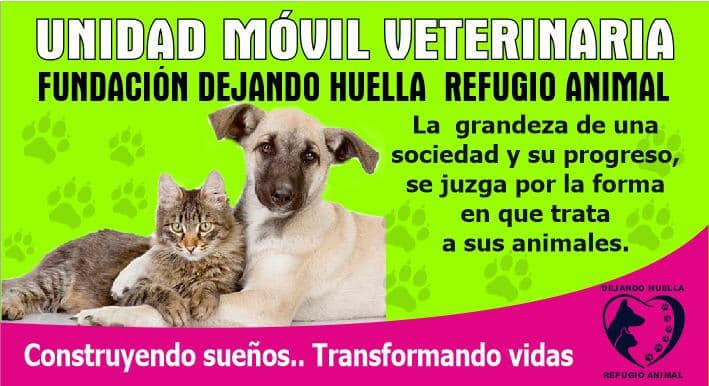 UNIDAD MÓVIL VETERINARIA
FUNDACIÓN DEJANDO HUELLA REFUGIO ANIMAL
La grandeza de una
sociedad y su progreso,
se juzga por la forma
en que trata
a sus animales.
DEJANDO HUELLA
REFUGIO ANIMAL
Construyendo sueños.. Transformando vidas